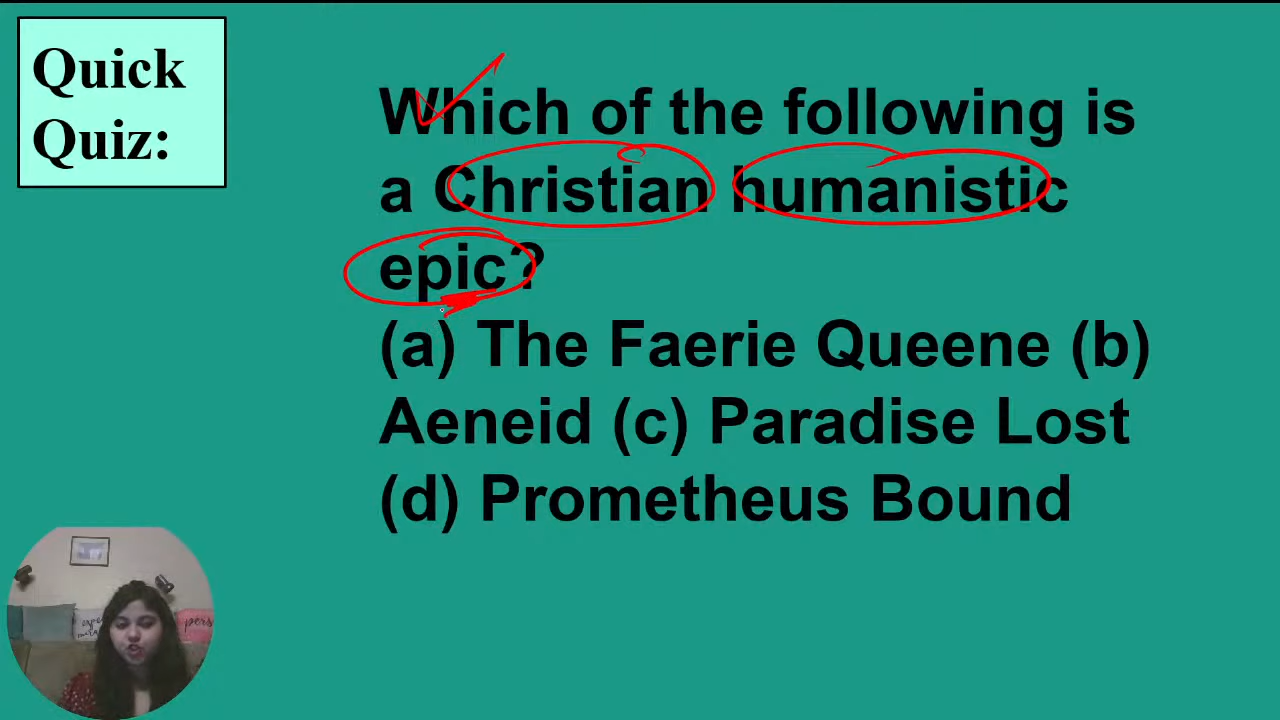 Quick
Quiz:
Which of the following is
a Christian humanistic
epic?
(a) The Faerie Queene (b)
Aeneid (c) Paradise Lost
(d) Prometheus Bound